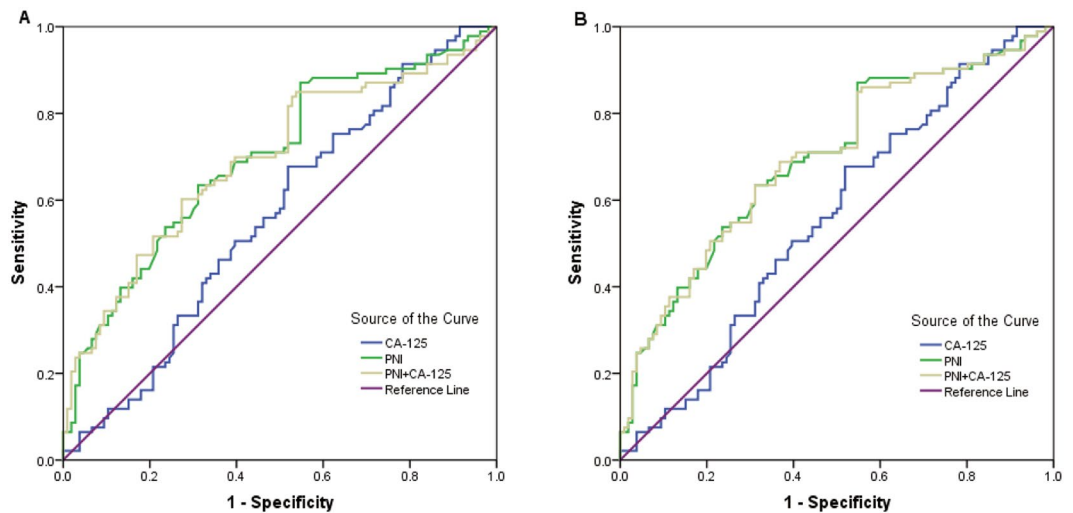 A
1.0
0.8
0.6
0.4
0.2
0.0
Sensitivity
0.0 0.2 0.4 0.6 0.8 1.0
1 - Specificity
Source of the Curve
CA-125
PNI
PNI+CA-125
Reference Line
B
1.0
0.8
0.6
0.4
0.2
0.0
Sensitivity
0.0 0.2 0.4 0.6 0.8 1.0
1 - Specificity
Source of the Curve
CA-125
PNI
PNI+CA-125
Reference Line